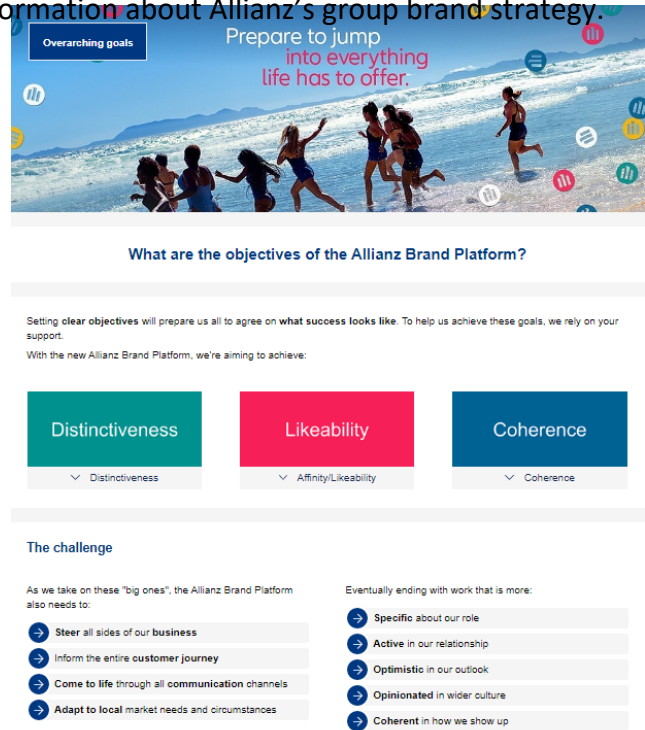 ormation about Allianz's group brand strategy.
Overarching goals
Prepare to jump
into everything
life has to offer.
What are the objectives of the Allianz Brand Platform?
Setting clear objectives will prepare us all to agree on what success looks like. To help us achieve these goals, we rely on your
support.
With the new Allianz Brand Platform, we're aiming to achieve:
Distinctiveness
Likeability
Coherence
Distinctiveness
Affinity/Likeability
Coherence
The challenge
As we take on these "big ones", the Allianz Brand Platform
also needs to:
Steer all sides of our business
Inform the entire customer journey
Come to life through all communication channels
Adapt to local market needs and circumstances
Eventually ending with work that is more:
Specific about our role
Active in our relationship
Optimistic in our outlook
Opinionated in wider culture
Coherent in how we show up